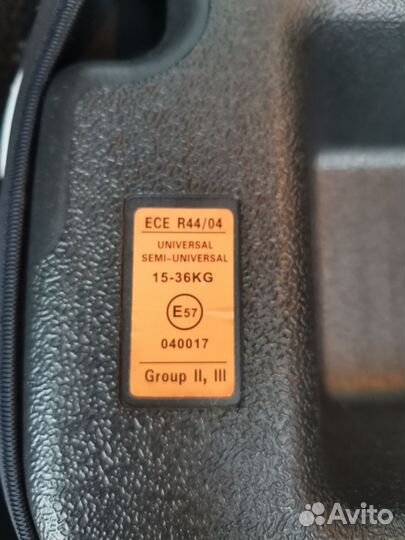 ECE R44/04
UNIVERSAL
SEMI-UNIVERSAL
15-36KG
E57
040017
Group II, III
Avito